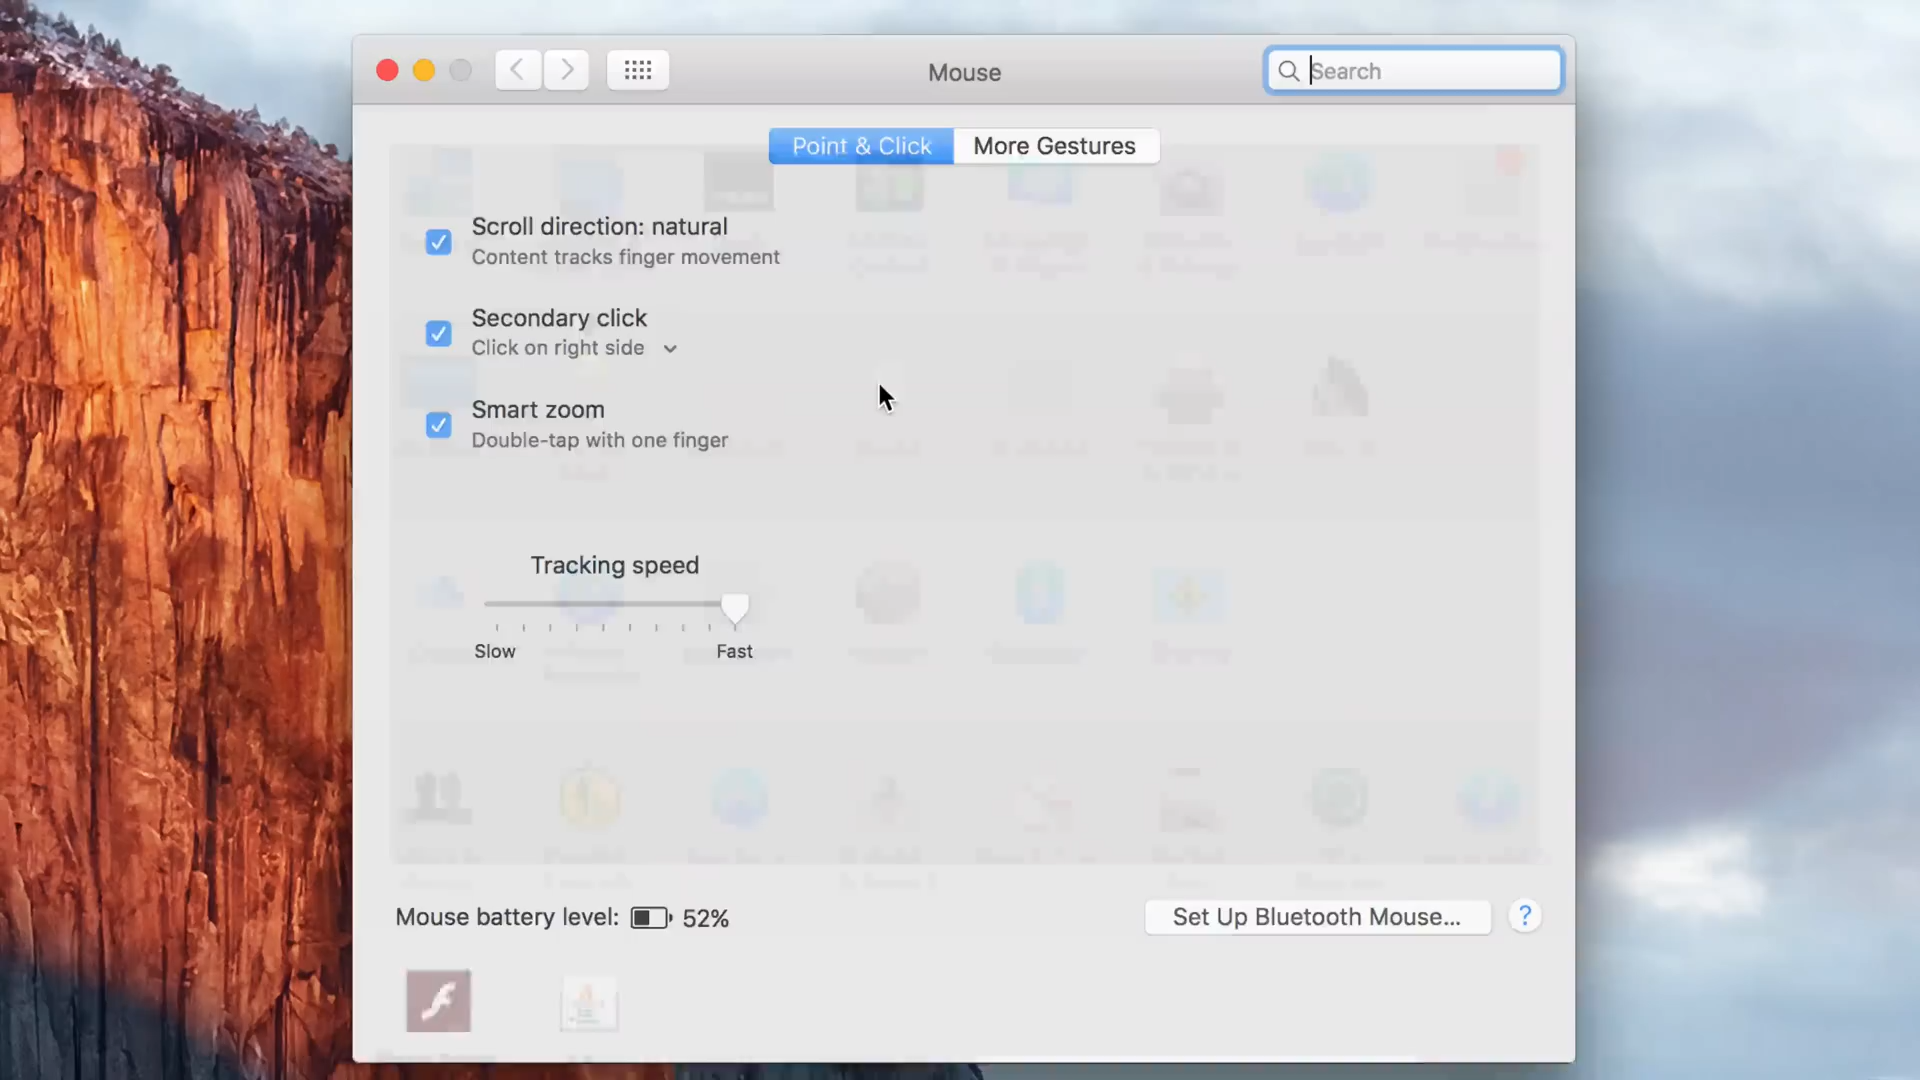 Mouse
Search
Point & Click
More Gestures
Scroll direction: natural
Content tracks finger movement
Secondary click
Click on right side
Smart zoom
Double-tap with one finger
Tracking speed
Slow
Fast
Mouse battery level: 52%
Set Up Bluetooth Mouse...
?